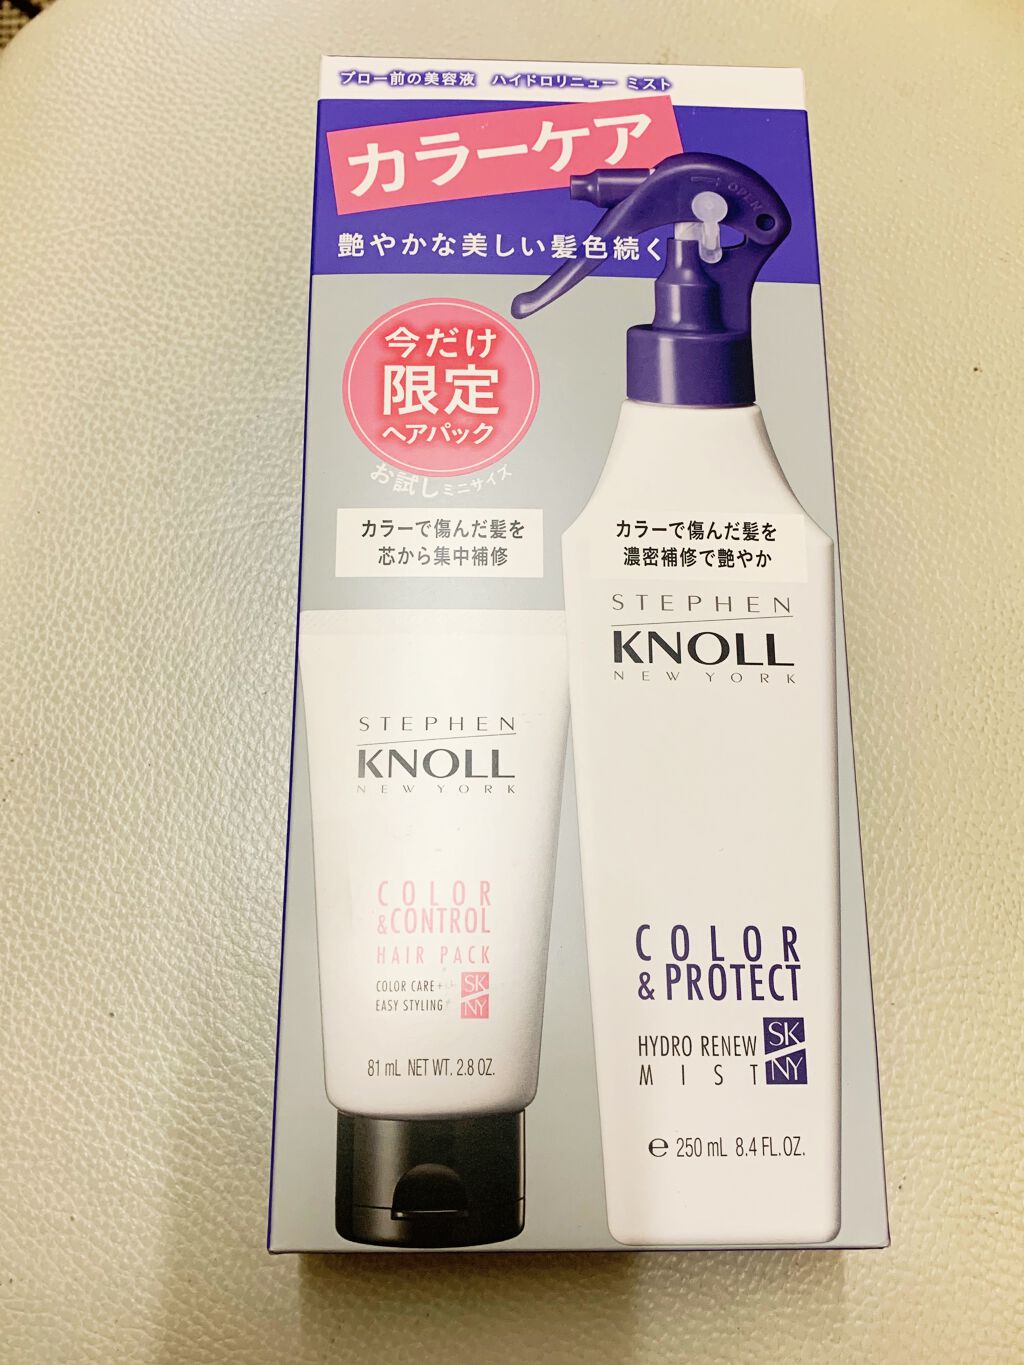 ブロー前の美容液 ハイドロリニュー ミスト
カラーケア
艶やかな美しい髪色続く
OPEN
今だけ
限定
ヘアパック
お試しミニサイズ
カラーで傷んだ髪を
芯から集中補修
カラーで傷んだ髪を
濃密補修で艶やか
STEPHEN
KNOLL
NEW YORK
STEPHEN
KNOLL
NEW YORK
COLOR
&CONTROL
HAIR PACK
COLOR CARE+
EASY STYLING
SK
NY
81 mL NET WT. 2.8 OZ.
COLOR
& PROTECT
HYDRO RENEW
MIST
SK
NY
℮ 250 mL 8.4 FL.OZ.